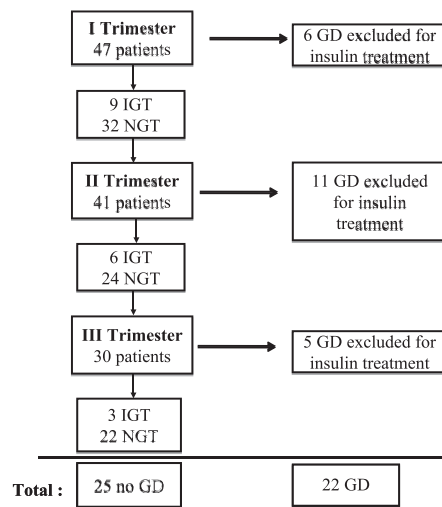 I Trimester
47 patients
6 GD excluded for
insulin treatment
9 IGT
32 NGT
II Trimester
41 patients
11 GD excluded
for insulin
treatment
6 IGT
24 NGT
III Trimester
30 patients
5 GD excluded for
insulin treatment
3 IGT
22 NGT
Total : 25 no GD 22 GD